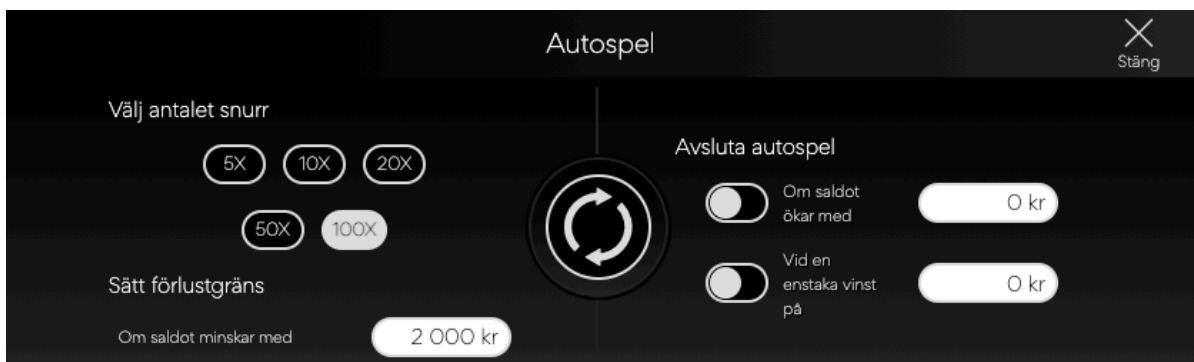 Autospel
Stäng
Välj antalet snurr
5X 10X 20X
50X 100X
Sätt förlustgräns
Om saldot minskar med 2 000 kr
Avsluta autospel
Om saldot
ökar med
0 kr
Vid en
enstaka vinst
på
0 kr